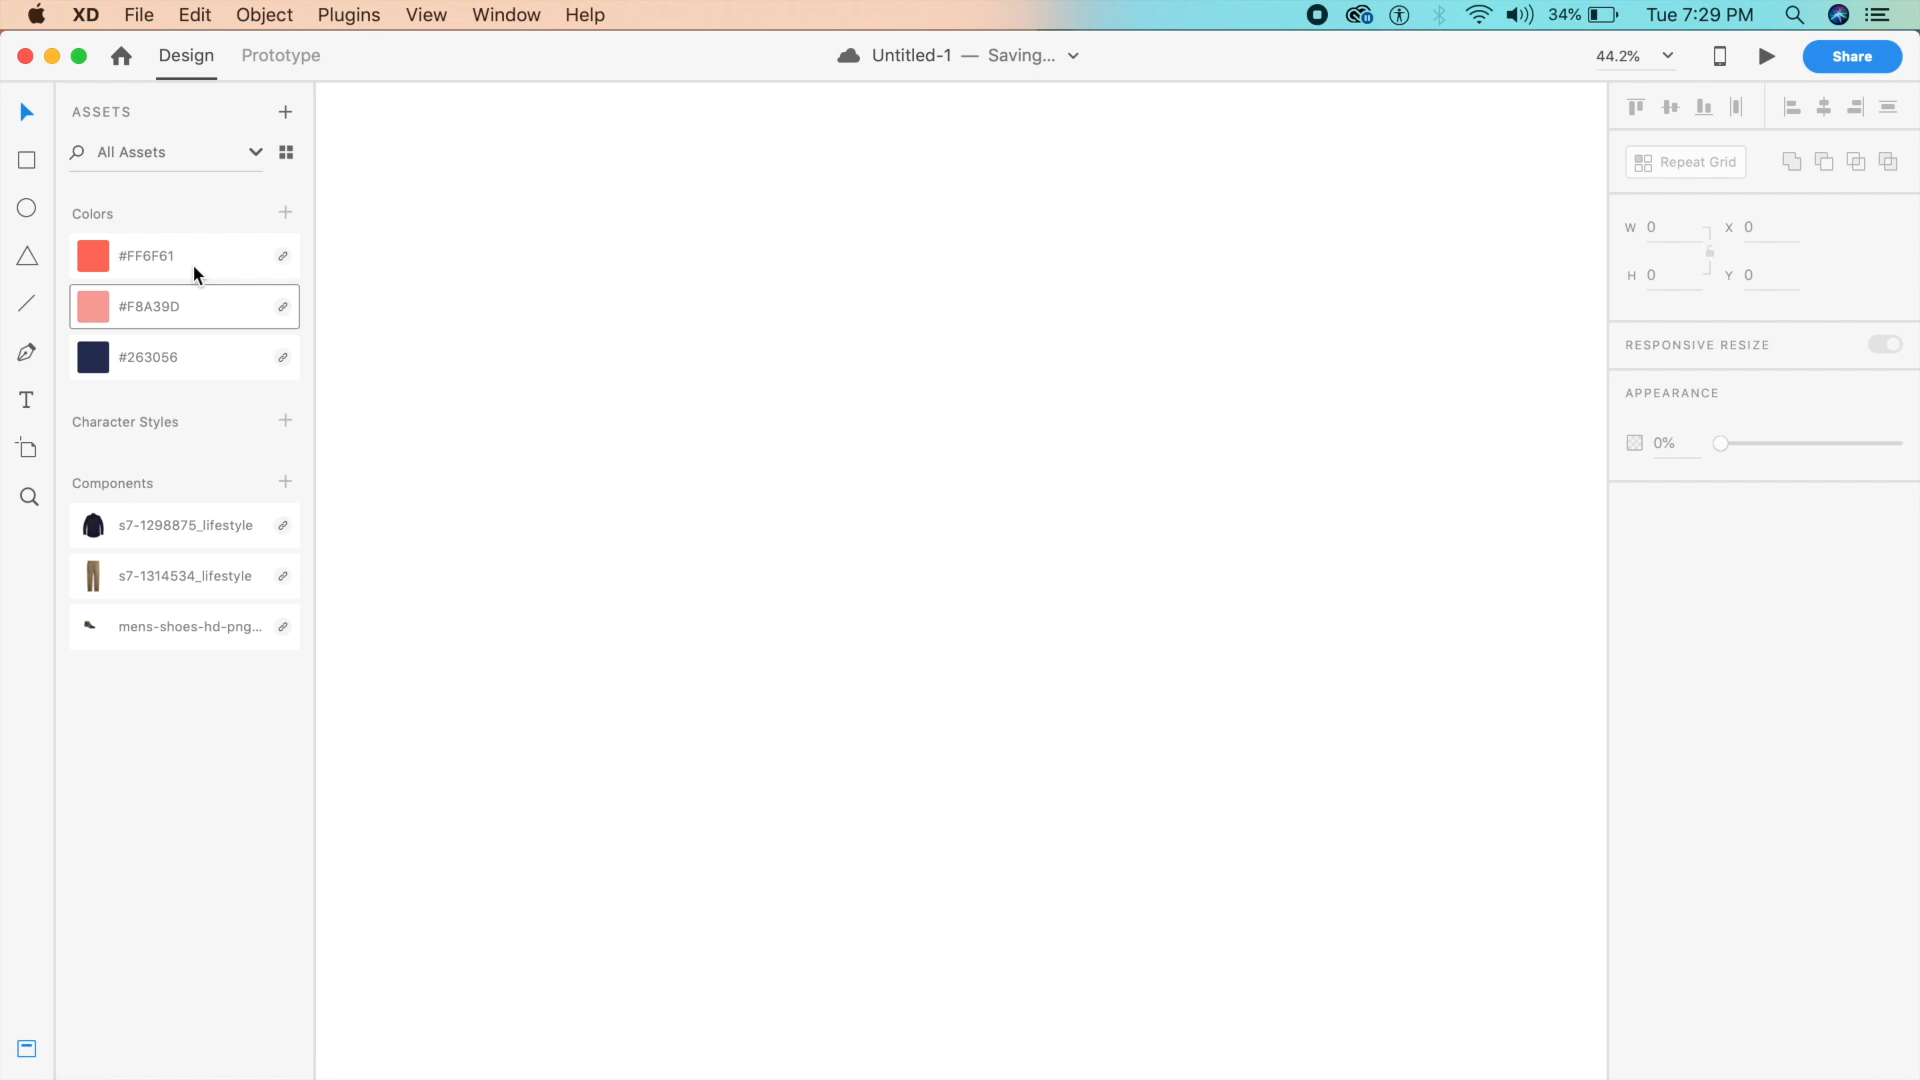 XD File Edit Object Plugins View Window Help 34% Tue 7:29 PM
Design Prototype Untitled-1 — Saving... 44.2% Share
ASSETS
All Assets
Colors
#FF6F61
#F8A39D
#263056
Character Styles
Components
s7-1298875_lifestyle
s7-1314534_lifestyle
mens-shoes-hd-png...
T
Repeat Grid
W 0 X 0
H 0 Y 0
RESPONSIVE RESIZE
APPEARANCE
0%